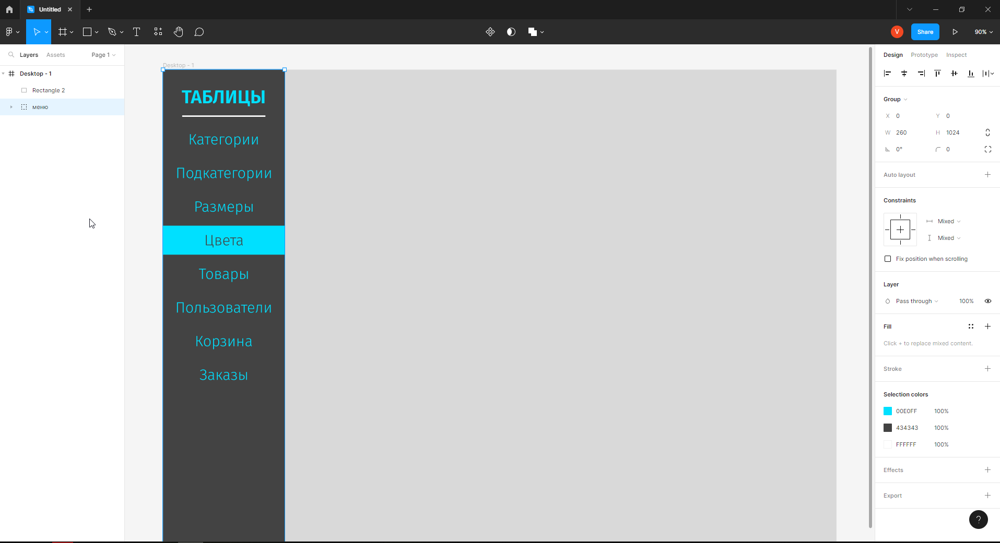 Untitled
Share
V
90%
Layers
Assets
Page 1
Desktop - 1
Rectangle 2
меню
Desktop - 1
ТАБЛИЦЫ
Категории
Подкатегории
Размеры
Цвета
Товары
Пользователи
Корзина
Заказы
Design
Prototype
Inspect
Group
X 0
Y 0
W 260
H 1024
0°
0
Auto layout
Constraints
Mixed
Mixed
Fix position when scrolling
Layer
Pass through
100%
Fill
Click + to replace mixed content.
Stroke
Selection colors
00E0FF 100%
434343 100%
FFFFFF 100%
Effects
Export
?